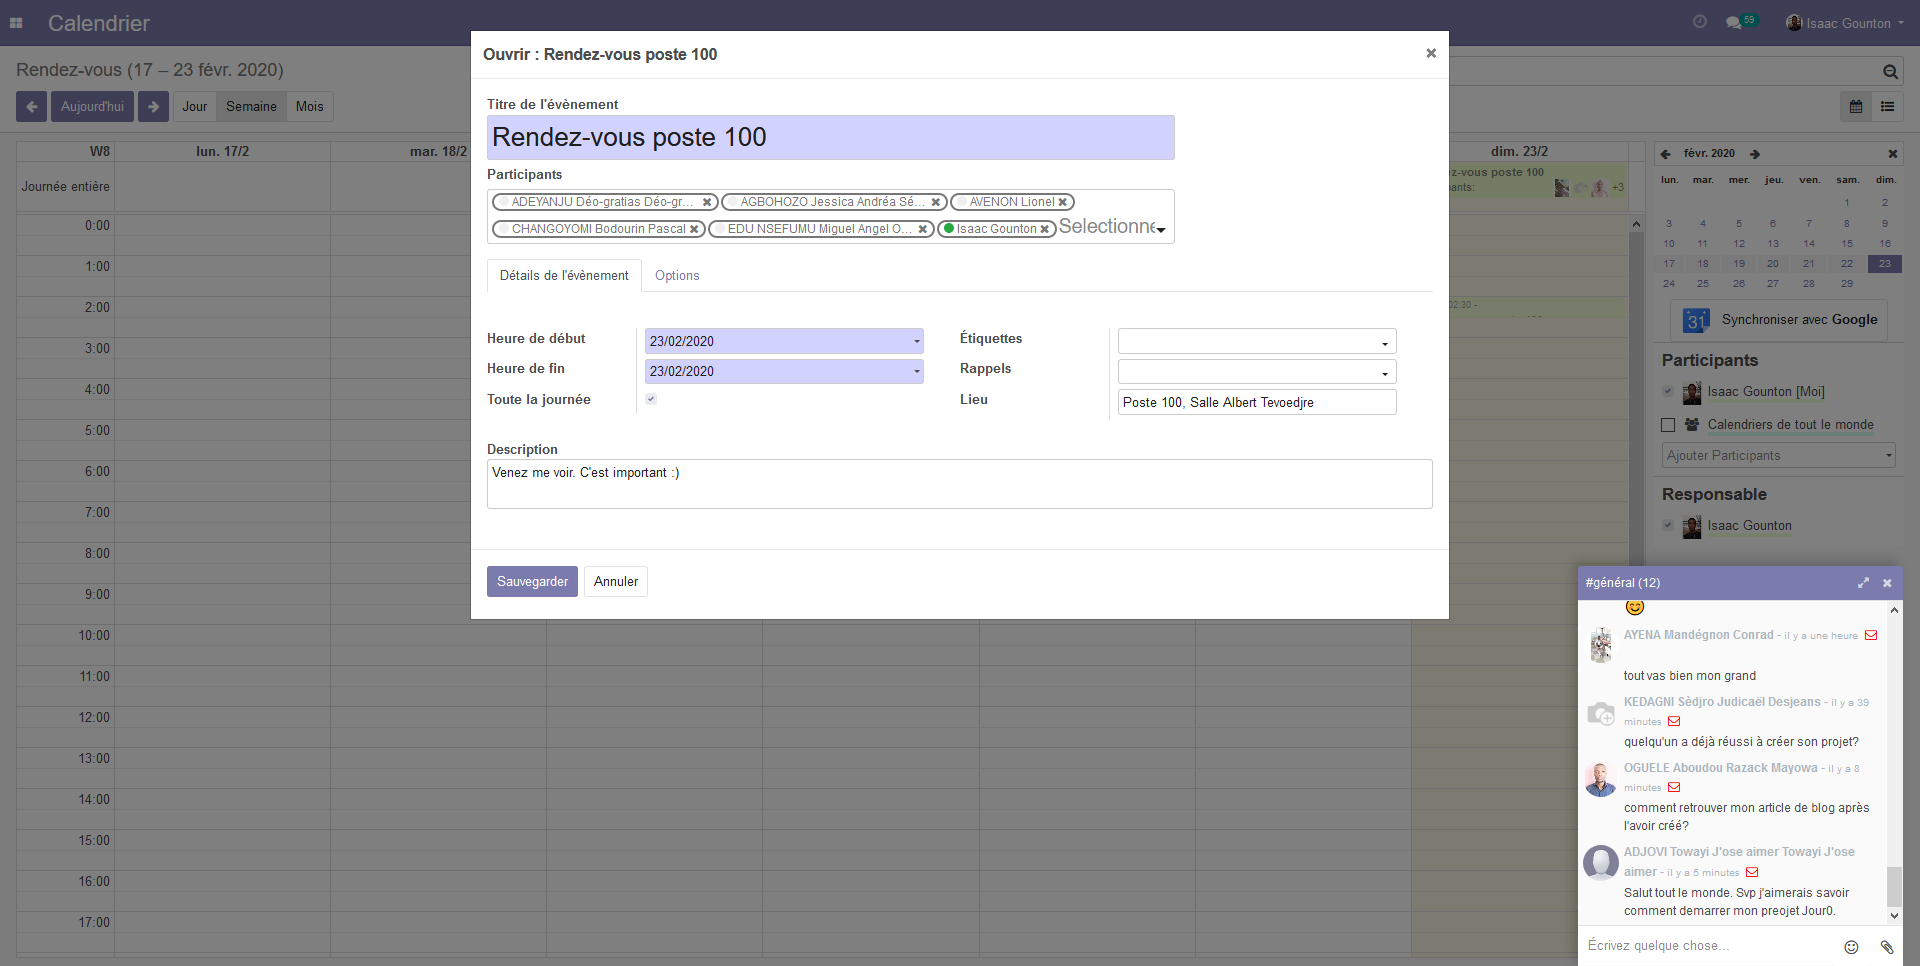 Calendrier
59
Isaac Gounton
Rendez-vous (17 – 23 févr. 2020)
Aujourd'hui
Jour
Semaine
Mois
W8
lun. 17/2
mar. 18/2
dim. 23/2
Journée entière
z-vous poste 100
pants:
+3
0:00
1:00
2:00
3:00
4:00
5:00
6:00
7:00
8:00
9:00
10:00
11:00
12:00
13:00
14:00
15:00
16:00
17:00
02:30 -
Ouvrir : Rendez-vous poste 100
Titre de l'évènement
Rendez-vous poste 100
Participants
ADEYANJU Déo-gratias Déo-gr...
AGBOHOZO Jessica Andréa Sé...
AVENON Lionel
CHANGOYOMI Bodourin Pascal
EDU NSEFUMU Miguel Angel O...
Isaac Gounton
Selectionne
Détails de l'évènement
Options
Heure de début
23/02/2020
Heure de fin
23/02/2020
Toute la journée
Étiquettes
Rappels
Lieu
Poste 100, Salle Albert Tevoedjre
Description
Venez me voir. C'est important :)
Sauvegarder
Annuler
févr. 2020
lun. mar. mer. jeu. ven. sam. dim.
1 2
3 4 5 6 7 8 9
10 11 12 13 14 15 16
17 18 19 20 21 22 23
24 25 26 27 28 29
31
Synchroniser avec Google
Participants
Isaac Gounton [Moi]
Calendriers de tout le monde
Ajouter Participants
Responsable
Isaac Gounton
#général (12)
AYENA Mandégnon Conrad - il y a une heure
tout vas bien mon grand
KEDAGNI Sèdjro Judicaël Desjeans - il y a 39
minutes
quelqu'un a déjà réussi à créer son projet?
OGUELE Aboudou Razack Mayowa - il y a 8
minutes
comment retrouver mon article de blog après
l'avoir créé?
ADJOVI Towayi J'ose aimer Towayi J'ose
aimer - il y a 5 minutes
Salut tout le monde. Svp j'aimerais savoir
comment demarrer mon preojet Jour0.
Écrivez quelque chose...